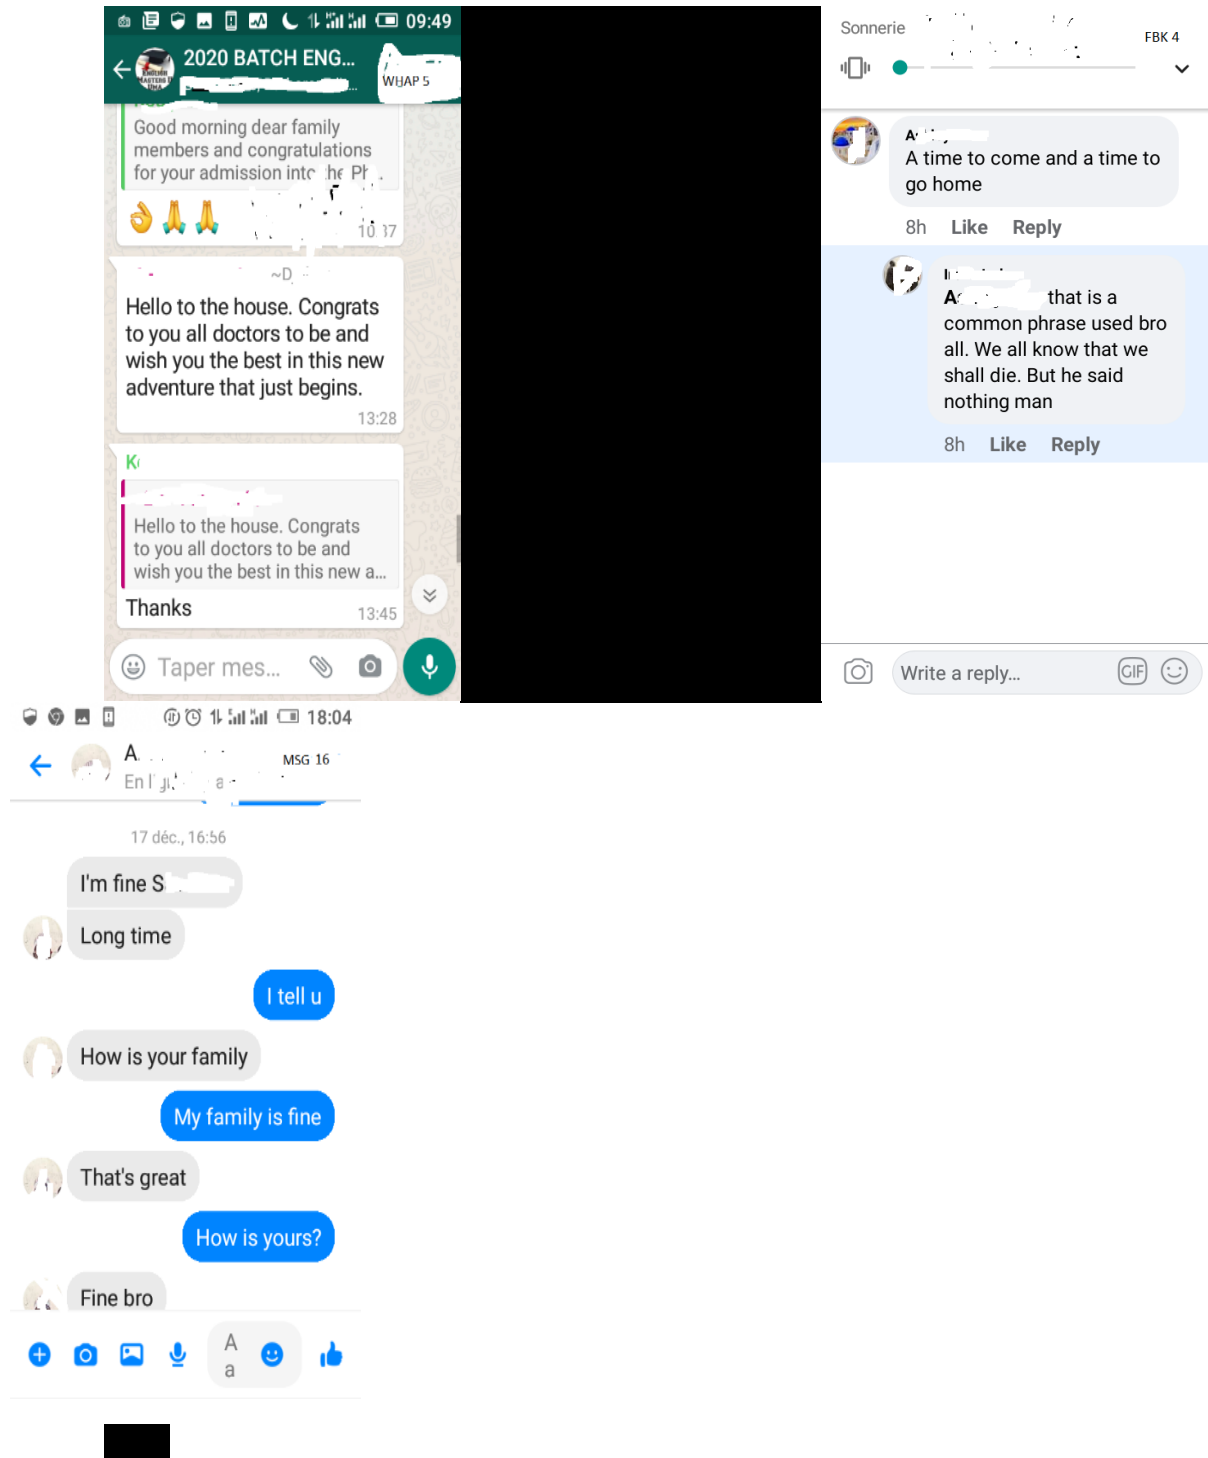 09:49
2020 BATCH ENG...
WHAP 5
Good morning dear family
members and congratulations
for your admission into the Ph...
10:37
~D
Hello to the house. Congrats
to you all doctors to be and
wish you the best in this new
adventure that just begins.
13:28
Hello to the house. Congrats
to you all doctors to be and
wish you the best in this new a...
Thanks
13:45
Taper mes...
Sonnerie
FBK 4
A time to come and a time to
go home
8h Like Reply
that is a
common phrase used bro
all. We all know that we
shall die. But he said
nothing man
8h Like Reply
Write a reply...
GIF
18:04
A
MSG 16
17 déc., 16:56
I'm fine S
Long time
I tell u
How is your family
My family is fine
That's great
How is yours?
Fine bro
A
a